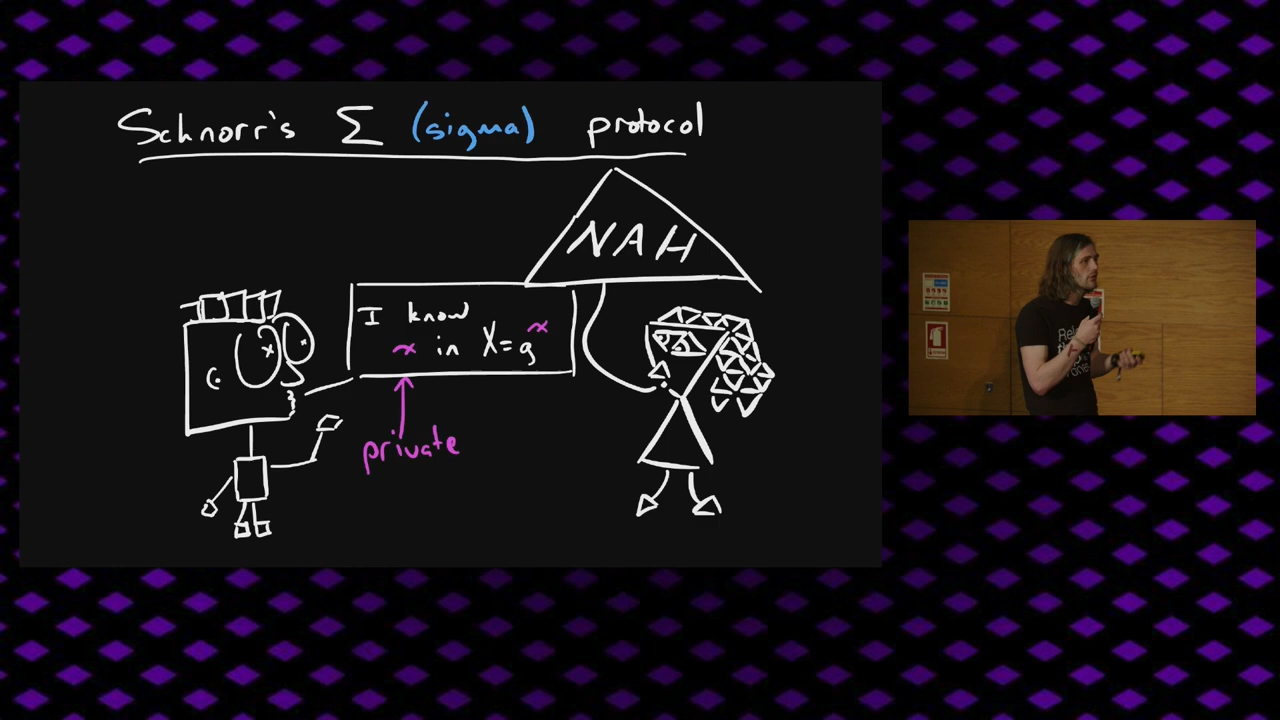 Schnorr's Σ (sigma) protocol
NAH
I know
x in X=g^x
private